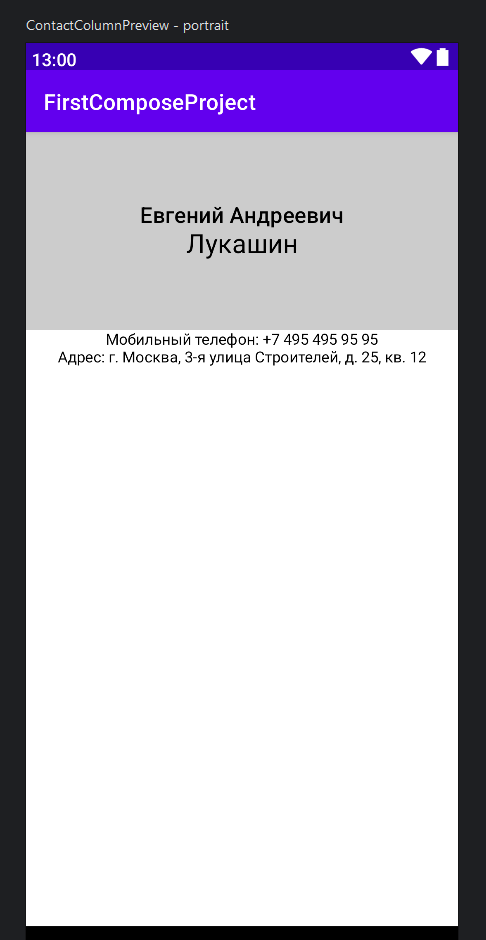 ContactColumnPreview - portrait
13:00
FirstComposeProject
Евгений Андреевич
Лукашин
Мобильный телефон: +7 495 495 95 95
Адрес: г. Москва, 3-я улица Строителей, д. 25, кв. 12